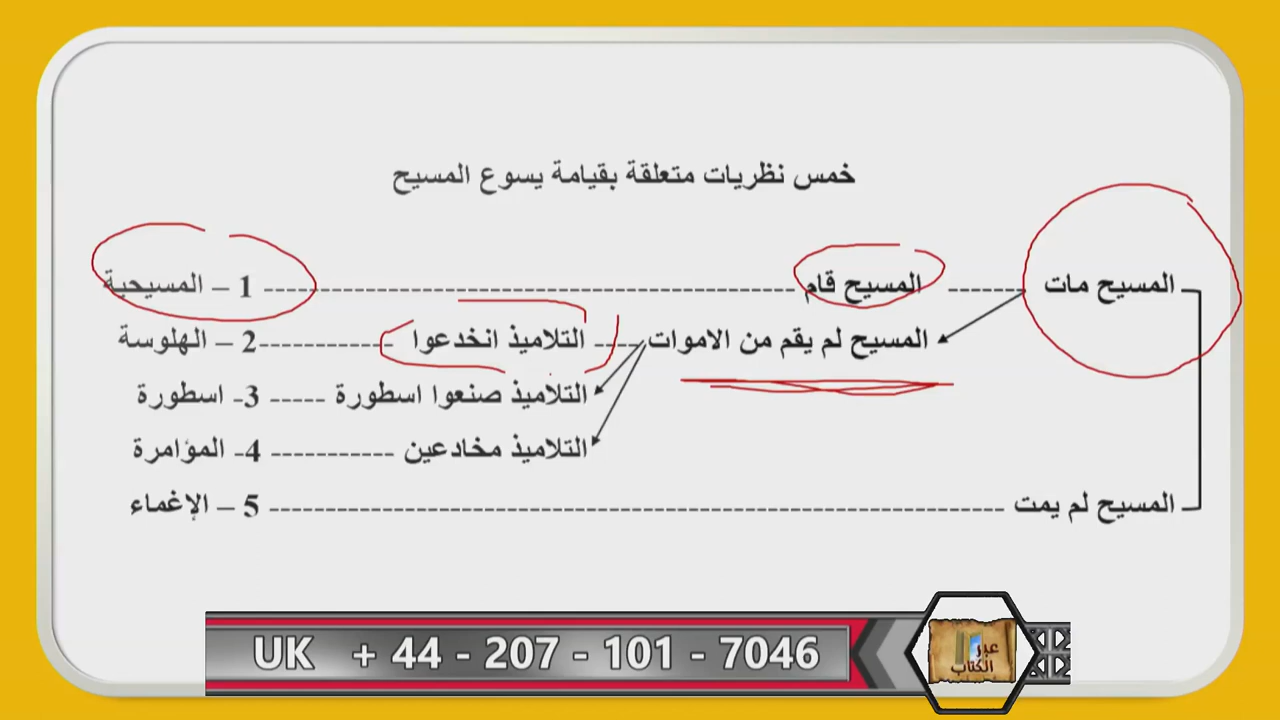 خمس نظريات متعلقة بقيامة يسوع المسيح
المسيح مات ------ المسيح قام ------ 1 – المسيحية
المسيح لم يقم من الاموات ----- التلاميذ انخدعوا ------ 2 – الهلوسة
التلاميذ صنعوا اسطورة ----- 3- اسطورة
التلاميذ مخادعين ------ 4- المؤامرة
المسيح لم يمت ------ 5 – الإغماء
UK + 44 - 207 - 101 - 7046
عبر
الكتاب